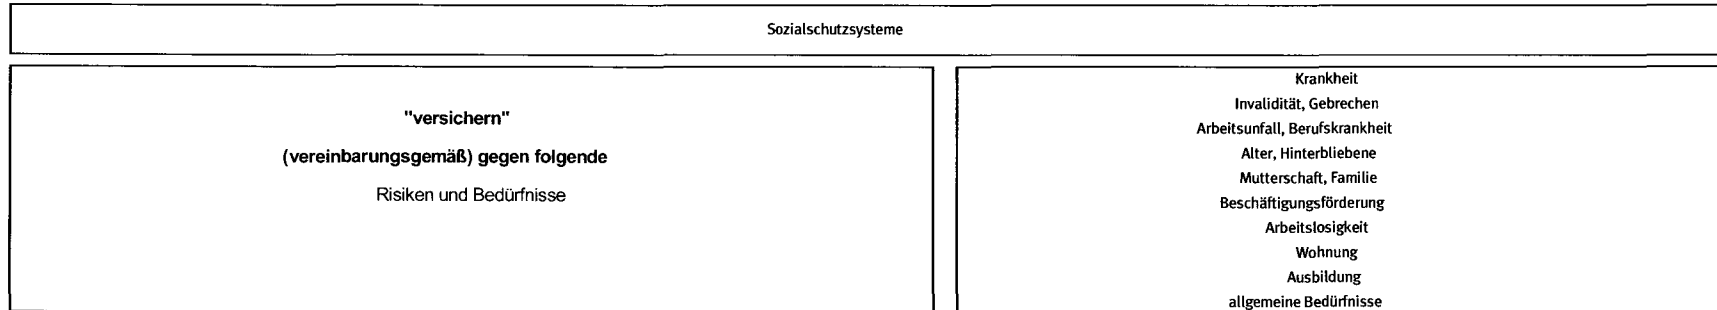 Sozialschutzsysteme
"versichern"
(vereinbarungsgemäß) gegen folgende
Risiken und Bedürfnisse
Krankheit
Invalidität, Gebrechen
Arbeitsunfall, Berufskrankheit
Alter, Hinterbliebene
Mutterschaft, Familie
Beschäftigungsförderung
Arbeitslosigkeit
Wohnung
Ausbildung
allgemeine Bedürfnisse